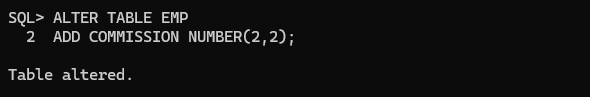 SQL> ALTER TABLE EMP
  2  ADD COMMISSION NUMBER(2,2);

Table altered.